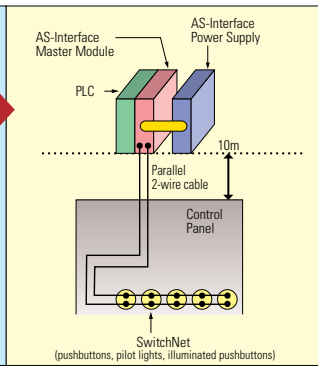 AS-Interface
Master Module
AS-Interface
Power Supply
PLC
10m
Parallel
2-wire cable
Control
Panel
SwitchNet
(pushbuttons, pilot lights, illuminated pushbuttons)